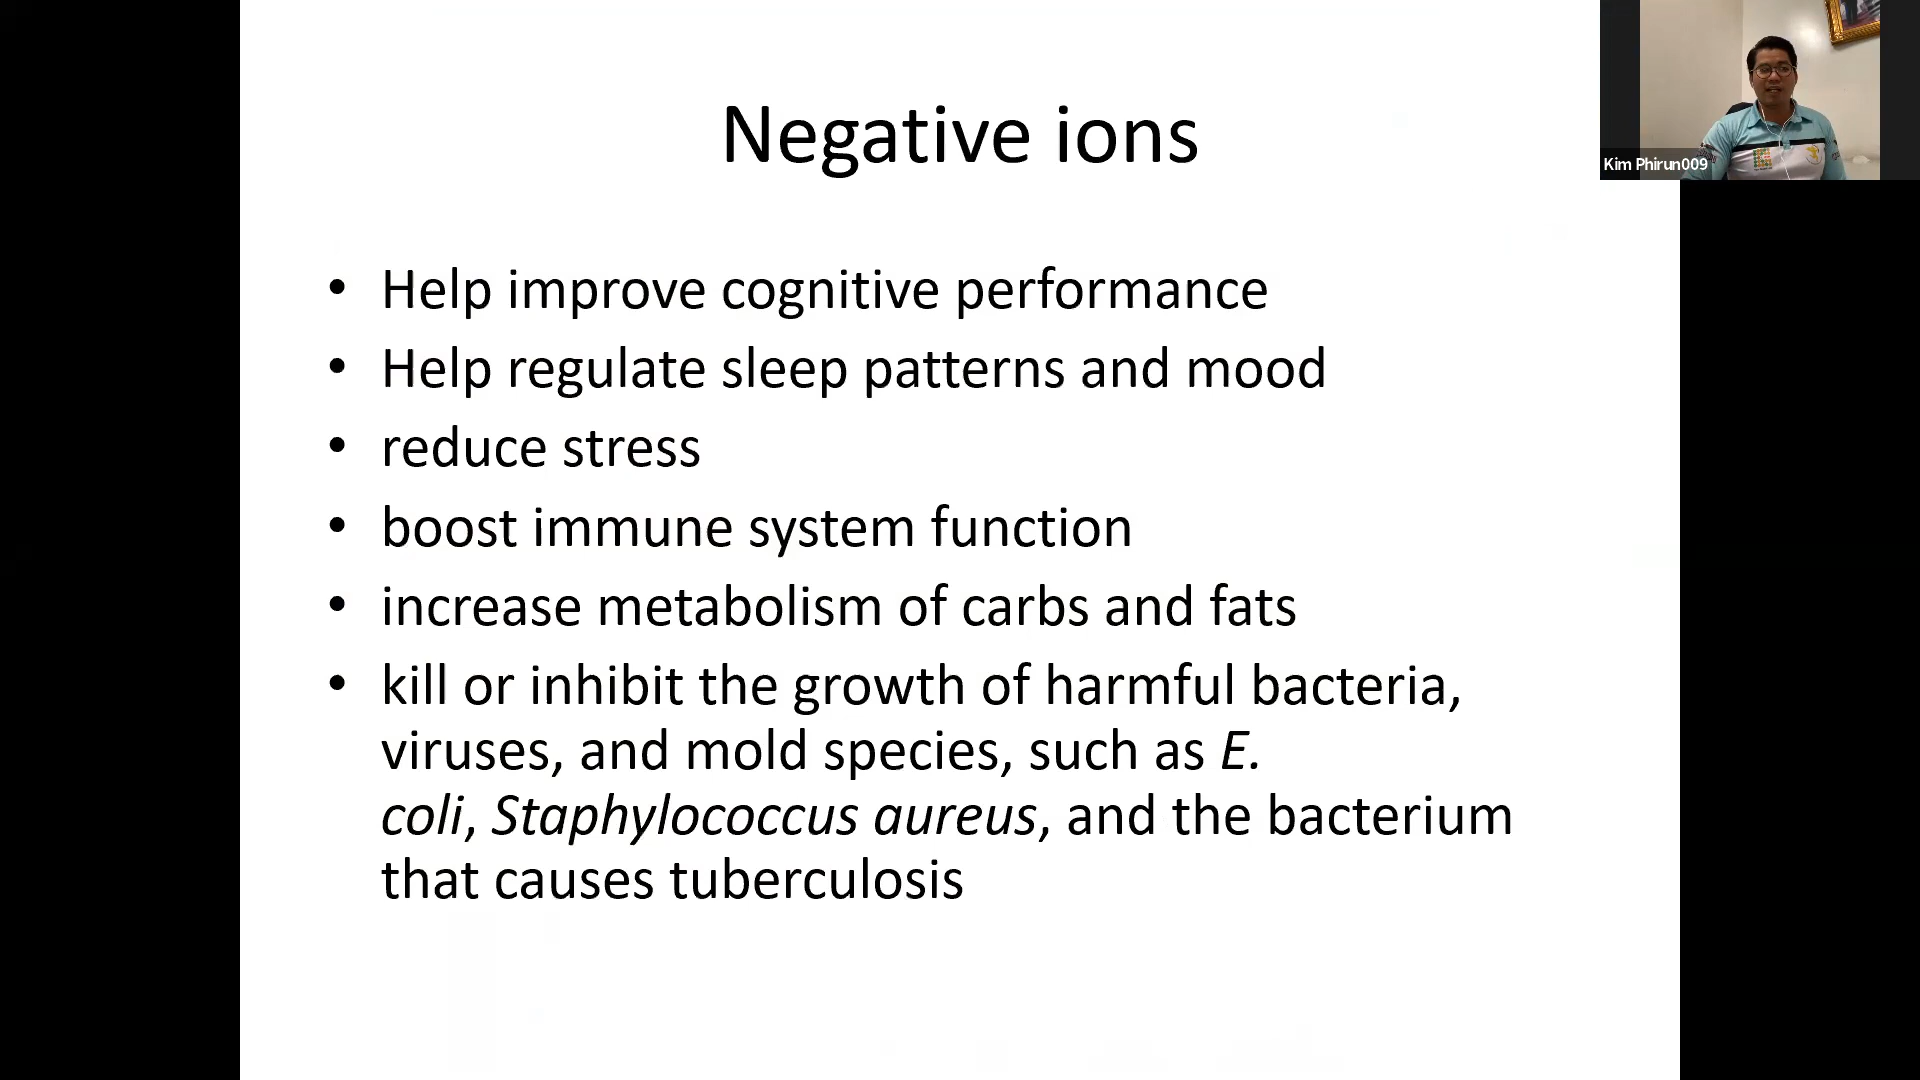 Negative ions
• Help improve cognitive performance
• Help regulate sleep patterns and mood
• reduce stress
• boost immune system function
• increase metabolism of carbs and fats
• kill or inhibit the growth of harmful bacteria,
viruses, and mold species, such as E.
coli, Staphylococcus aureus, and the bacterium
that causes tuberculosis
Kim Phirun009